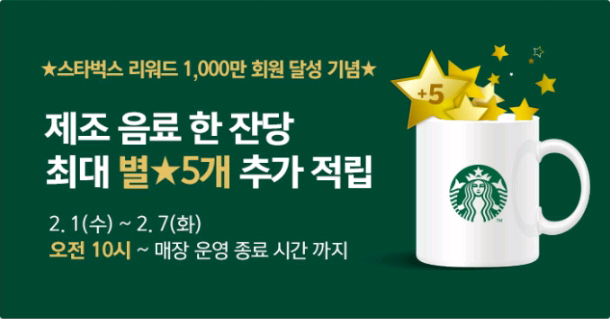 ★스타벅스 리워드 1,000만 회원 달성 기념★
제조 음료 한 잔당
최대 별★5개 추가 적립
2. 1(수) ~ 2. 7(화)
오전 10시 ~ 매장 운영 종료 시간 까지
+5
TM